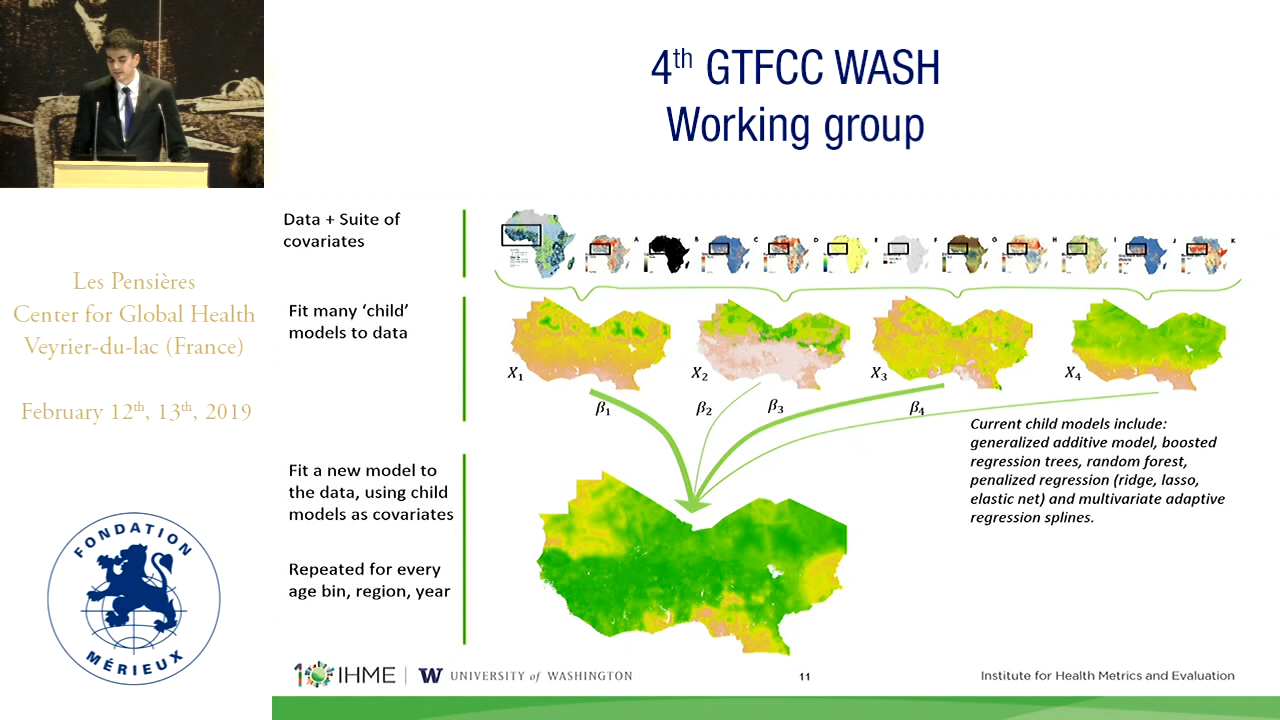 4th GTFCC WASH
Working group
Les Pensières
Center for Global Health
Veyrier-du-lac (France)
February 12th, 13th, 2019
FONDATION
MÉRIEUX
Data + Suite of
covariates
A B C D E F G H I J K
Fit many ‘child’
models to data
X1 X2 X3 X4
β1 β2 β3 β4
Current child models include:
generalized additive model, boosted
regression trees, random forest,
penalized regression (ridge, lasso,
elastic net) and multivariate adaptive
regression splines.
Fit a new model to
the data, using child
models as covariates
Repeated for every
age bin, region, year
IHME | W UNIVERSITY of WASHINGTON
11
Institute for Health Metrics and Evaluation